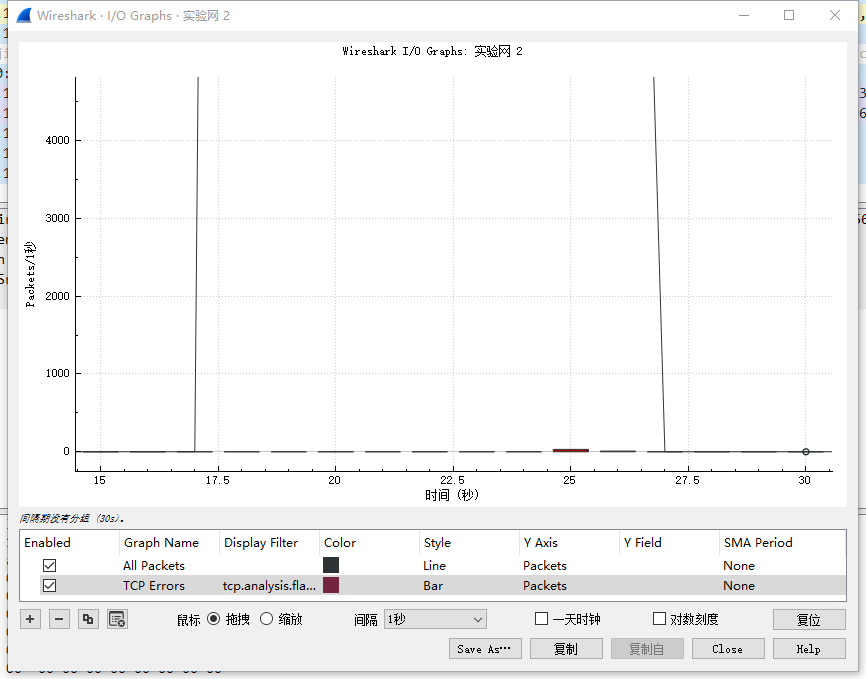 Wireshark · I/O Graphs · 实验网 2
Wireshark I/O Graphs: 实验网 2
Packets/1秒
4000
3000
2000
1000
0
15 17.5 20 22.5 25 27.5 30
时间 (秒)
间隔期没有分组 (30s)。
Enabled Graph Name Display Filter Color Style Y Axis Y Field SMA Period
All Packets Line Packets None
TCP Errors tcp.analysis.fla... Bar Packets None
鼠标 拖拽 缩放 间隔 1秒 一天时钟 对数刻度 复位
Save As… 复制 复制自 Close Help